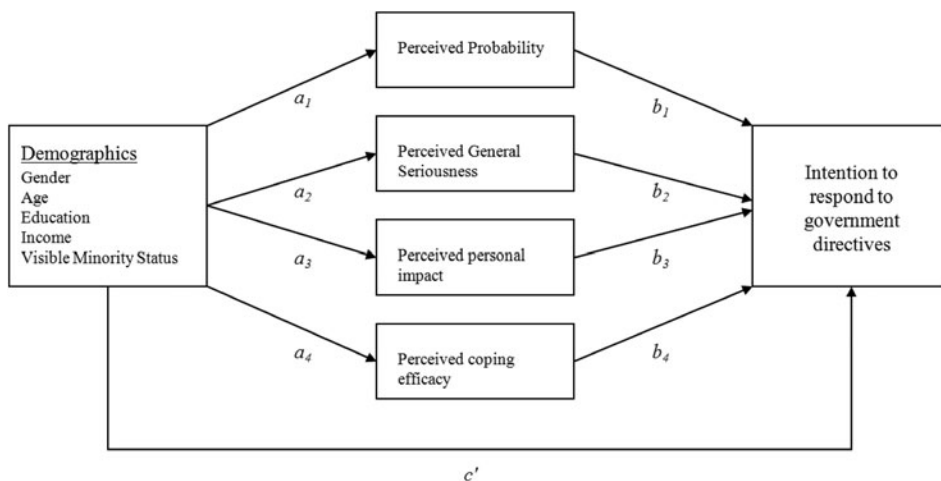 Perceived Probability
a1
b1
Demographics
Gender
Age
Education
Income
Visible Minority Status
Perceived General
Seriousness
a2
b2
Intention to
respond to
government
directives
Perceived personal
impact
a3
b3
Perceived coping
efficacy
a4
b4
c'